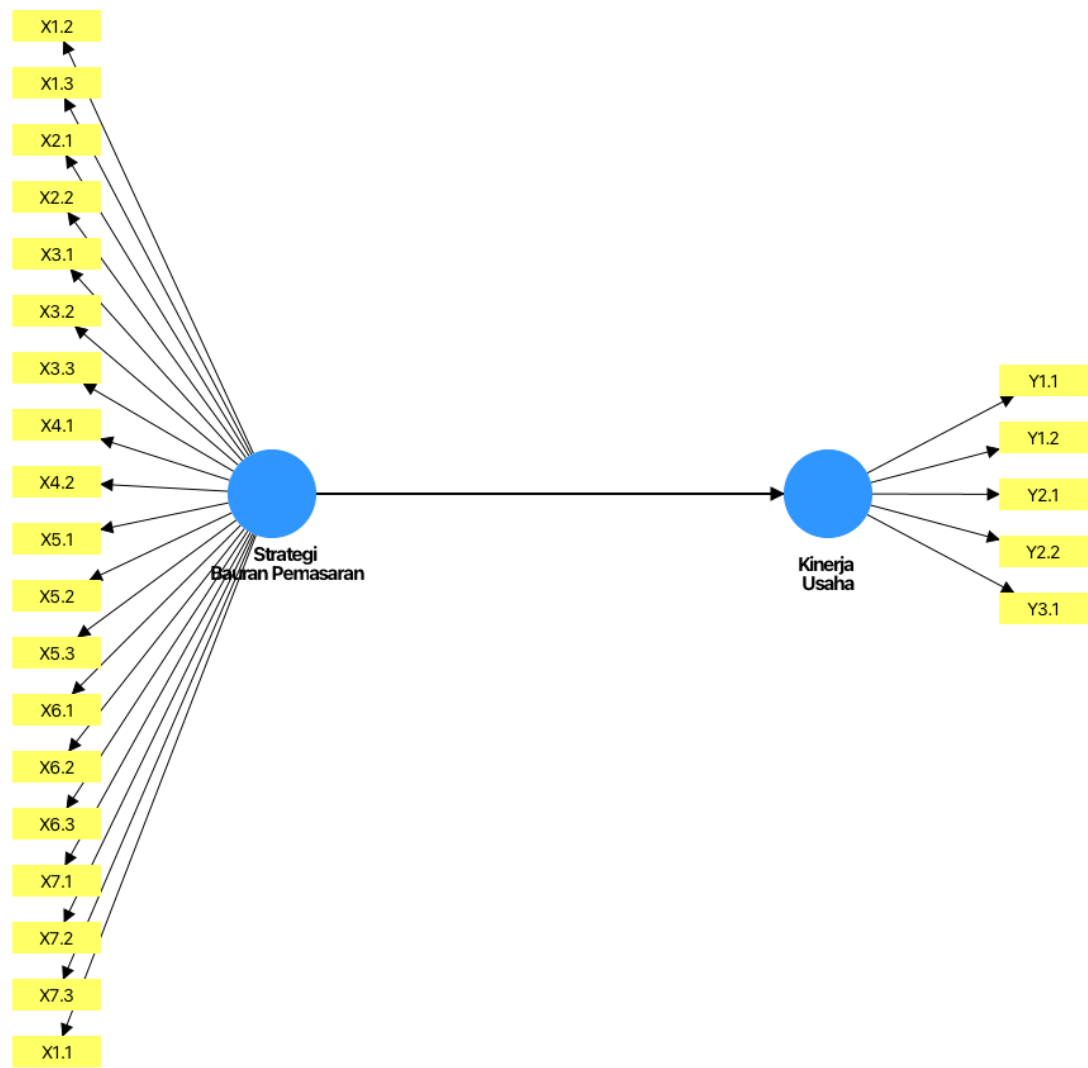 X1.2
X1.3
X2.1
X2.2
X3.1
X3.2
X3.3
X4.1
X4.2
X5.1
X5.2
X5.3
X6.1
X6.2
X6.3
X7.1
X7.2
X7.3
X1.1
Strategi
Bauran Pemasaran
Kinerja
Usaha
Y1.1
Y1.2
Y2.1
Y2.2
Y3.1